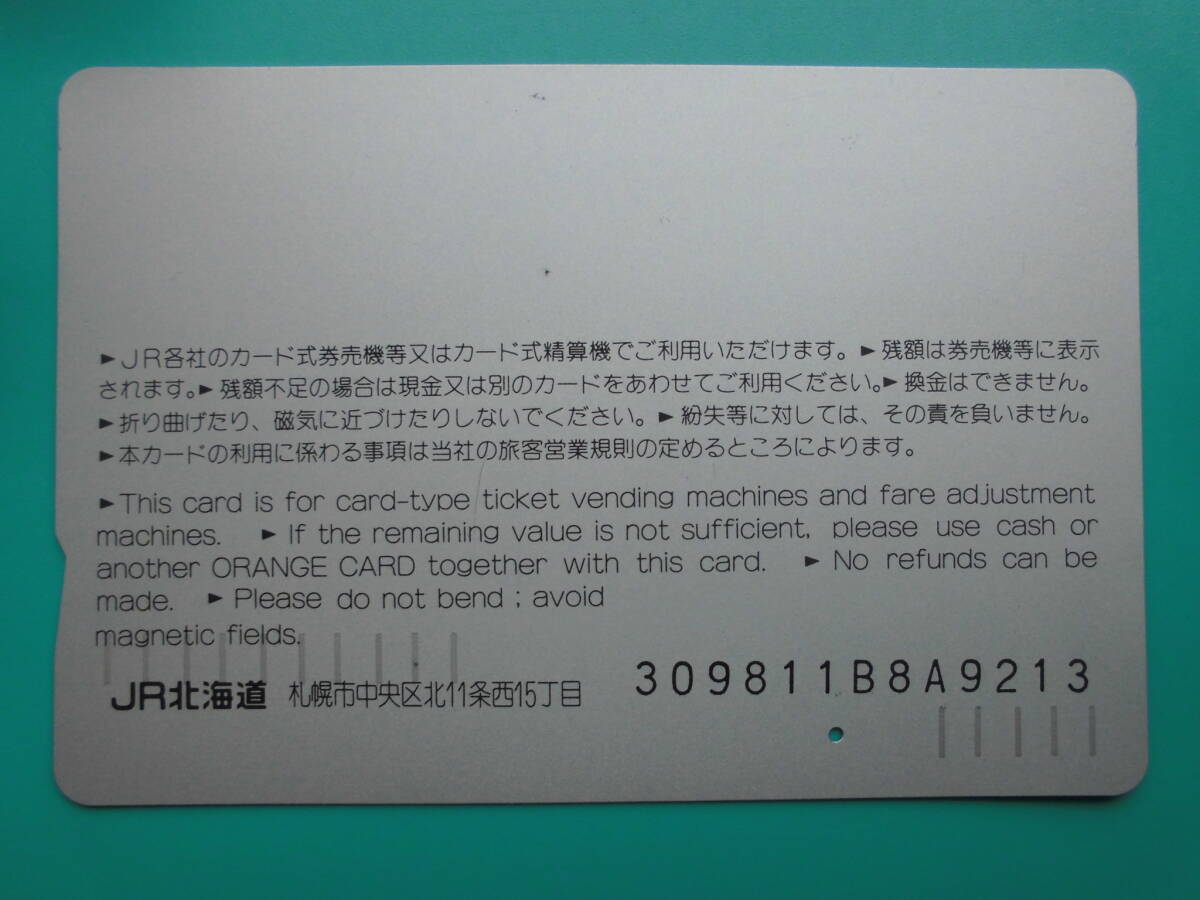 ►JR各社のカード式券売機等又はカード式精算機でご利用いただけます。►残額は券売機等に表示
されます。►残額不足の場合は現金又は別のカードをあわせてご利用ください。►換金はできません。
►折り曲げたり、磁気に近づけたりしないでください。►紛失等に対しては、その責を負いません。
►本カードの利用に係わる事項は当社の旅客営業規則の定めるところによります。
►This card is for card-type ticket vending machines and fare adjustment
machines. ►If the remaining value is not sufficient, please use cash or
another ORANGE CARD together with this card. ►No refunds can be
made. ►Please do not bend ; avoid
magnetic fields.
309811B8A9213
JR北海道 札幌市中央区北11条西15丁目